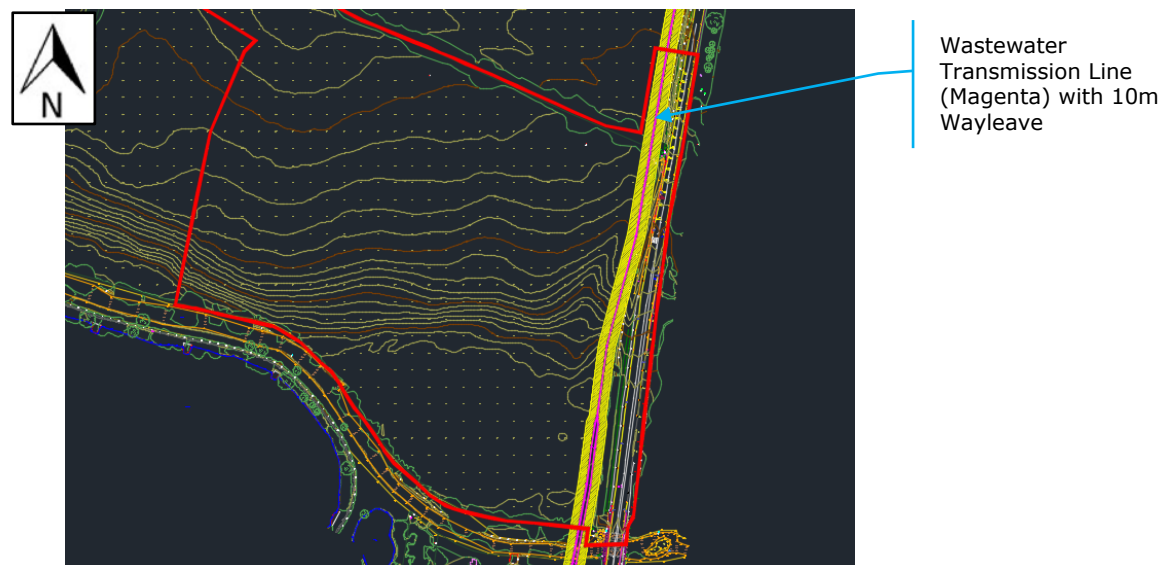 N
Wastewater
Transmission Line
(Magenta) with 10m
Wayleave